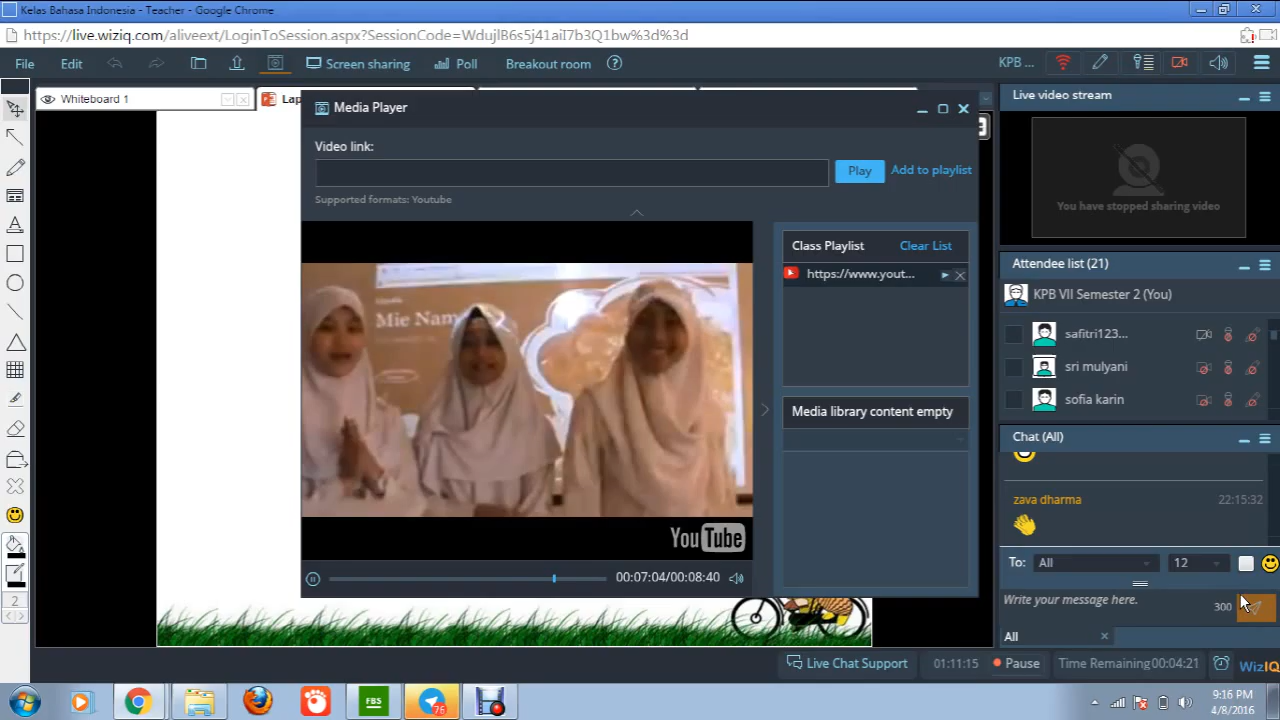 Kelas Bahasa Indonesia - Teacher - Google Chrome
https://live.wiziq.com/aliveext/LoginToSession.aspx?SessionCode=WdujlB6s5j41aiI7b3Q1bw%3d%3d
File Edit Screen sharing Poll Breakout room ? KPB ...
Whiteboard 1
Lap
Media Player
Video link:
Play
Add to playlist
Supported formats: Youtube
Mie Nam
YouTube
00:07:04/00:08:40
Class Playlist Clear List
https://www.yout...
Media library content empty
Live video stream
You have stopped sharing video
Attendee list (21)
KPB VII Semester 2 (You)
safitri123...
sri mulyani
sofia karin
Chat (All)
zava dharma 22:15:32
To: All 12
Write your message here.
300
All
2
Live Chat Support 01:11:15 Pause Time Remaining:00:04:21 WizIQ
FBS
76
9:16 PM
4/8/2016